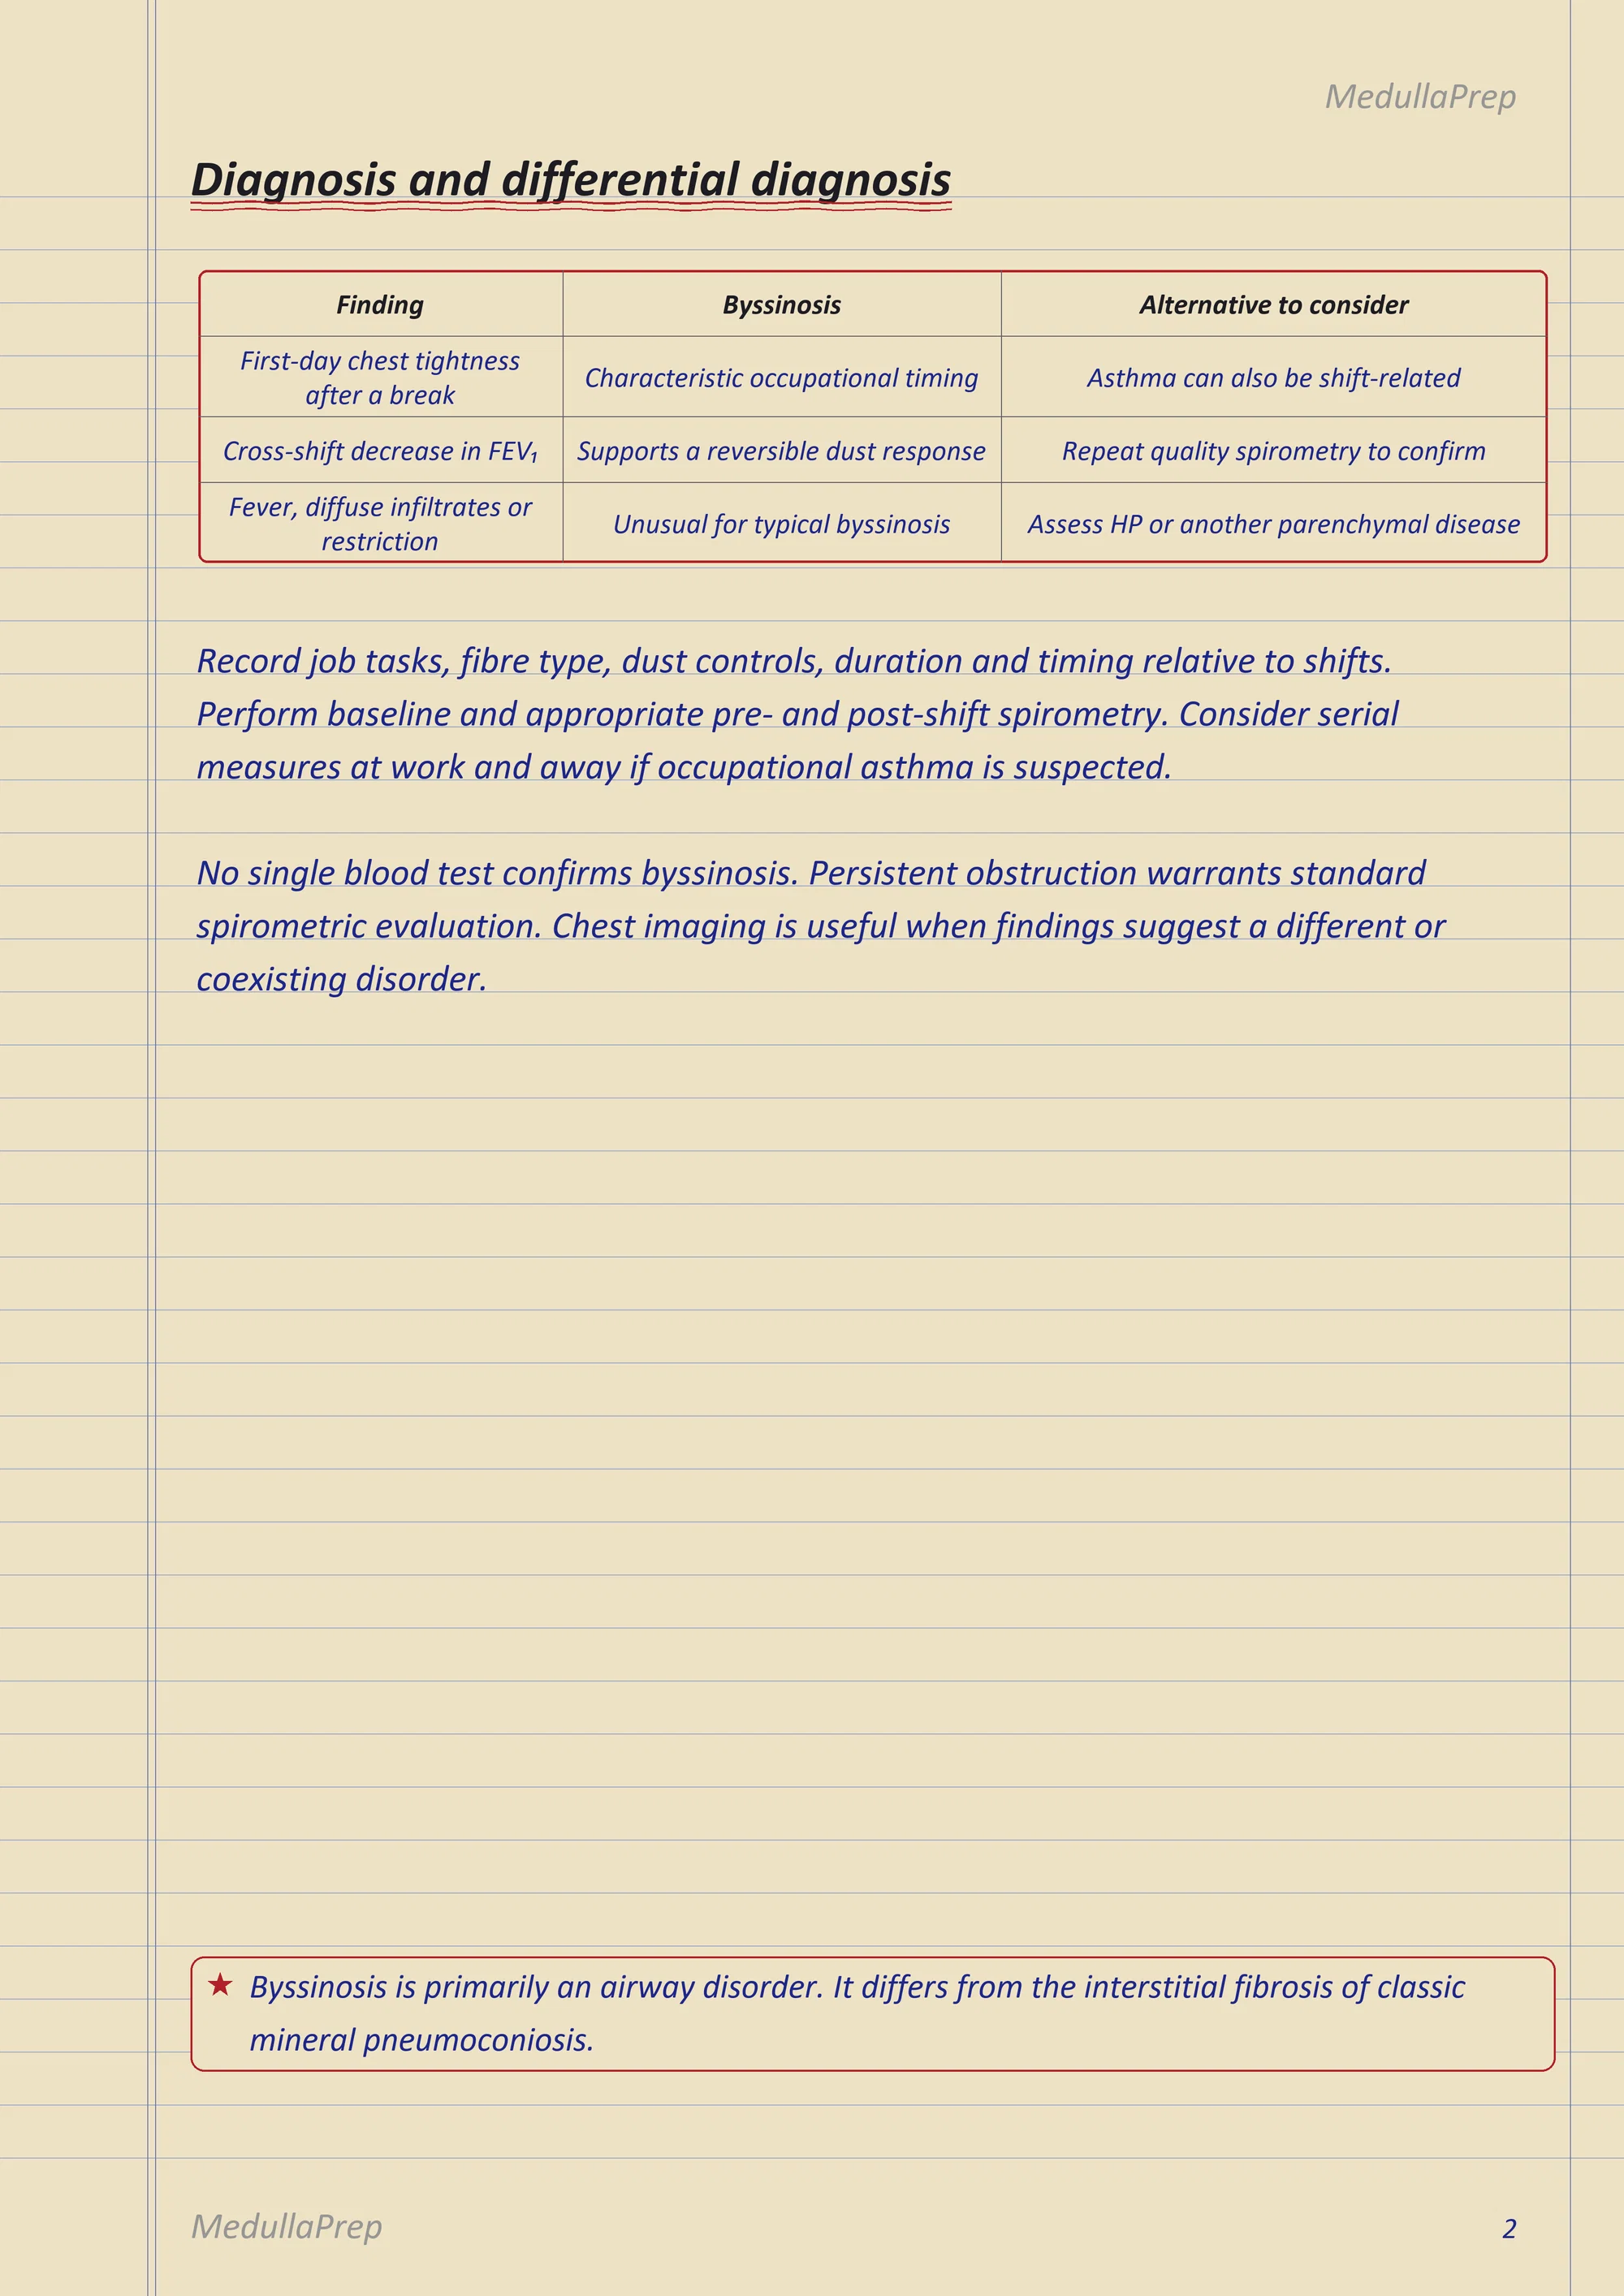 MedullaPrep
Diagnosis and differential diagnosis
Finding
Byssinosis
Alternative to consider
First-day chest tightness
after a break
Characteristic occupational timing
Asthma can also be shift-related
Cross-shift decrease in FEV₁
Supports a reversible dust response
Repeat quality spirometry to confirm
Fever, diffuse infiltrates or
restriction
Unusual for typical byssinosis
Assess HP or another parenchymal disease
Record job tasks, fibre type, dust controls, duration and timing relative to shifts.
Perform baseline and appropriate pre- and post-shift spirometry. Consider serial
measures at work and away if occupational asthma is suspected.
No single blood test confirms byssinosis. Persistent obstruction warrants standard
spirometric evaluation. Chest imaging is useful when findings suggest a different or
coexisting disorder.
★ Byssinosis is primarily an airway disorder. It differs from the interstitial fibrosis of classic
mineral pneumoconiosis.
MedullaPrep
2